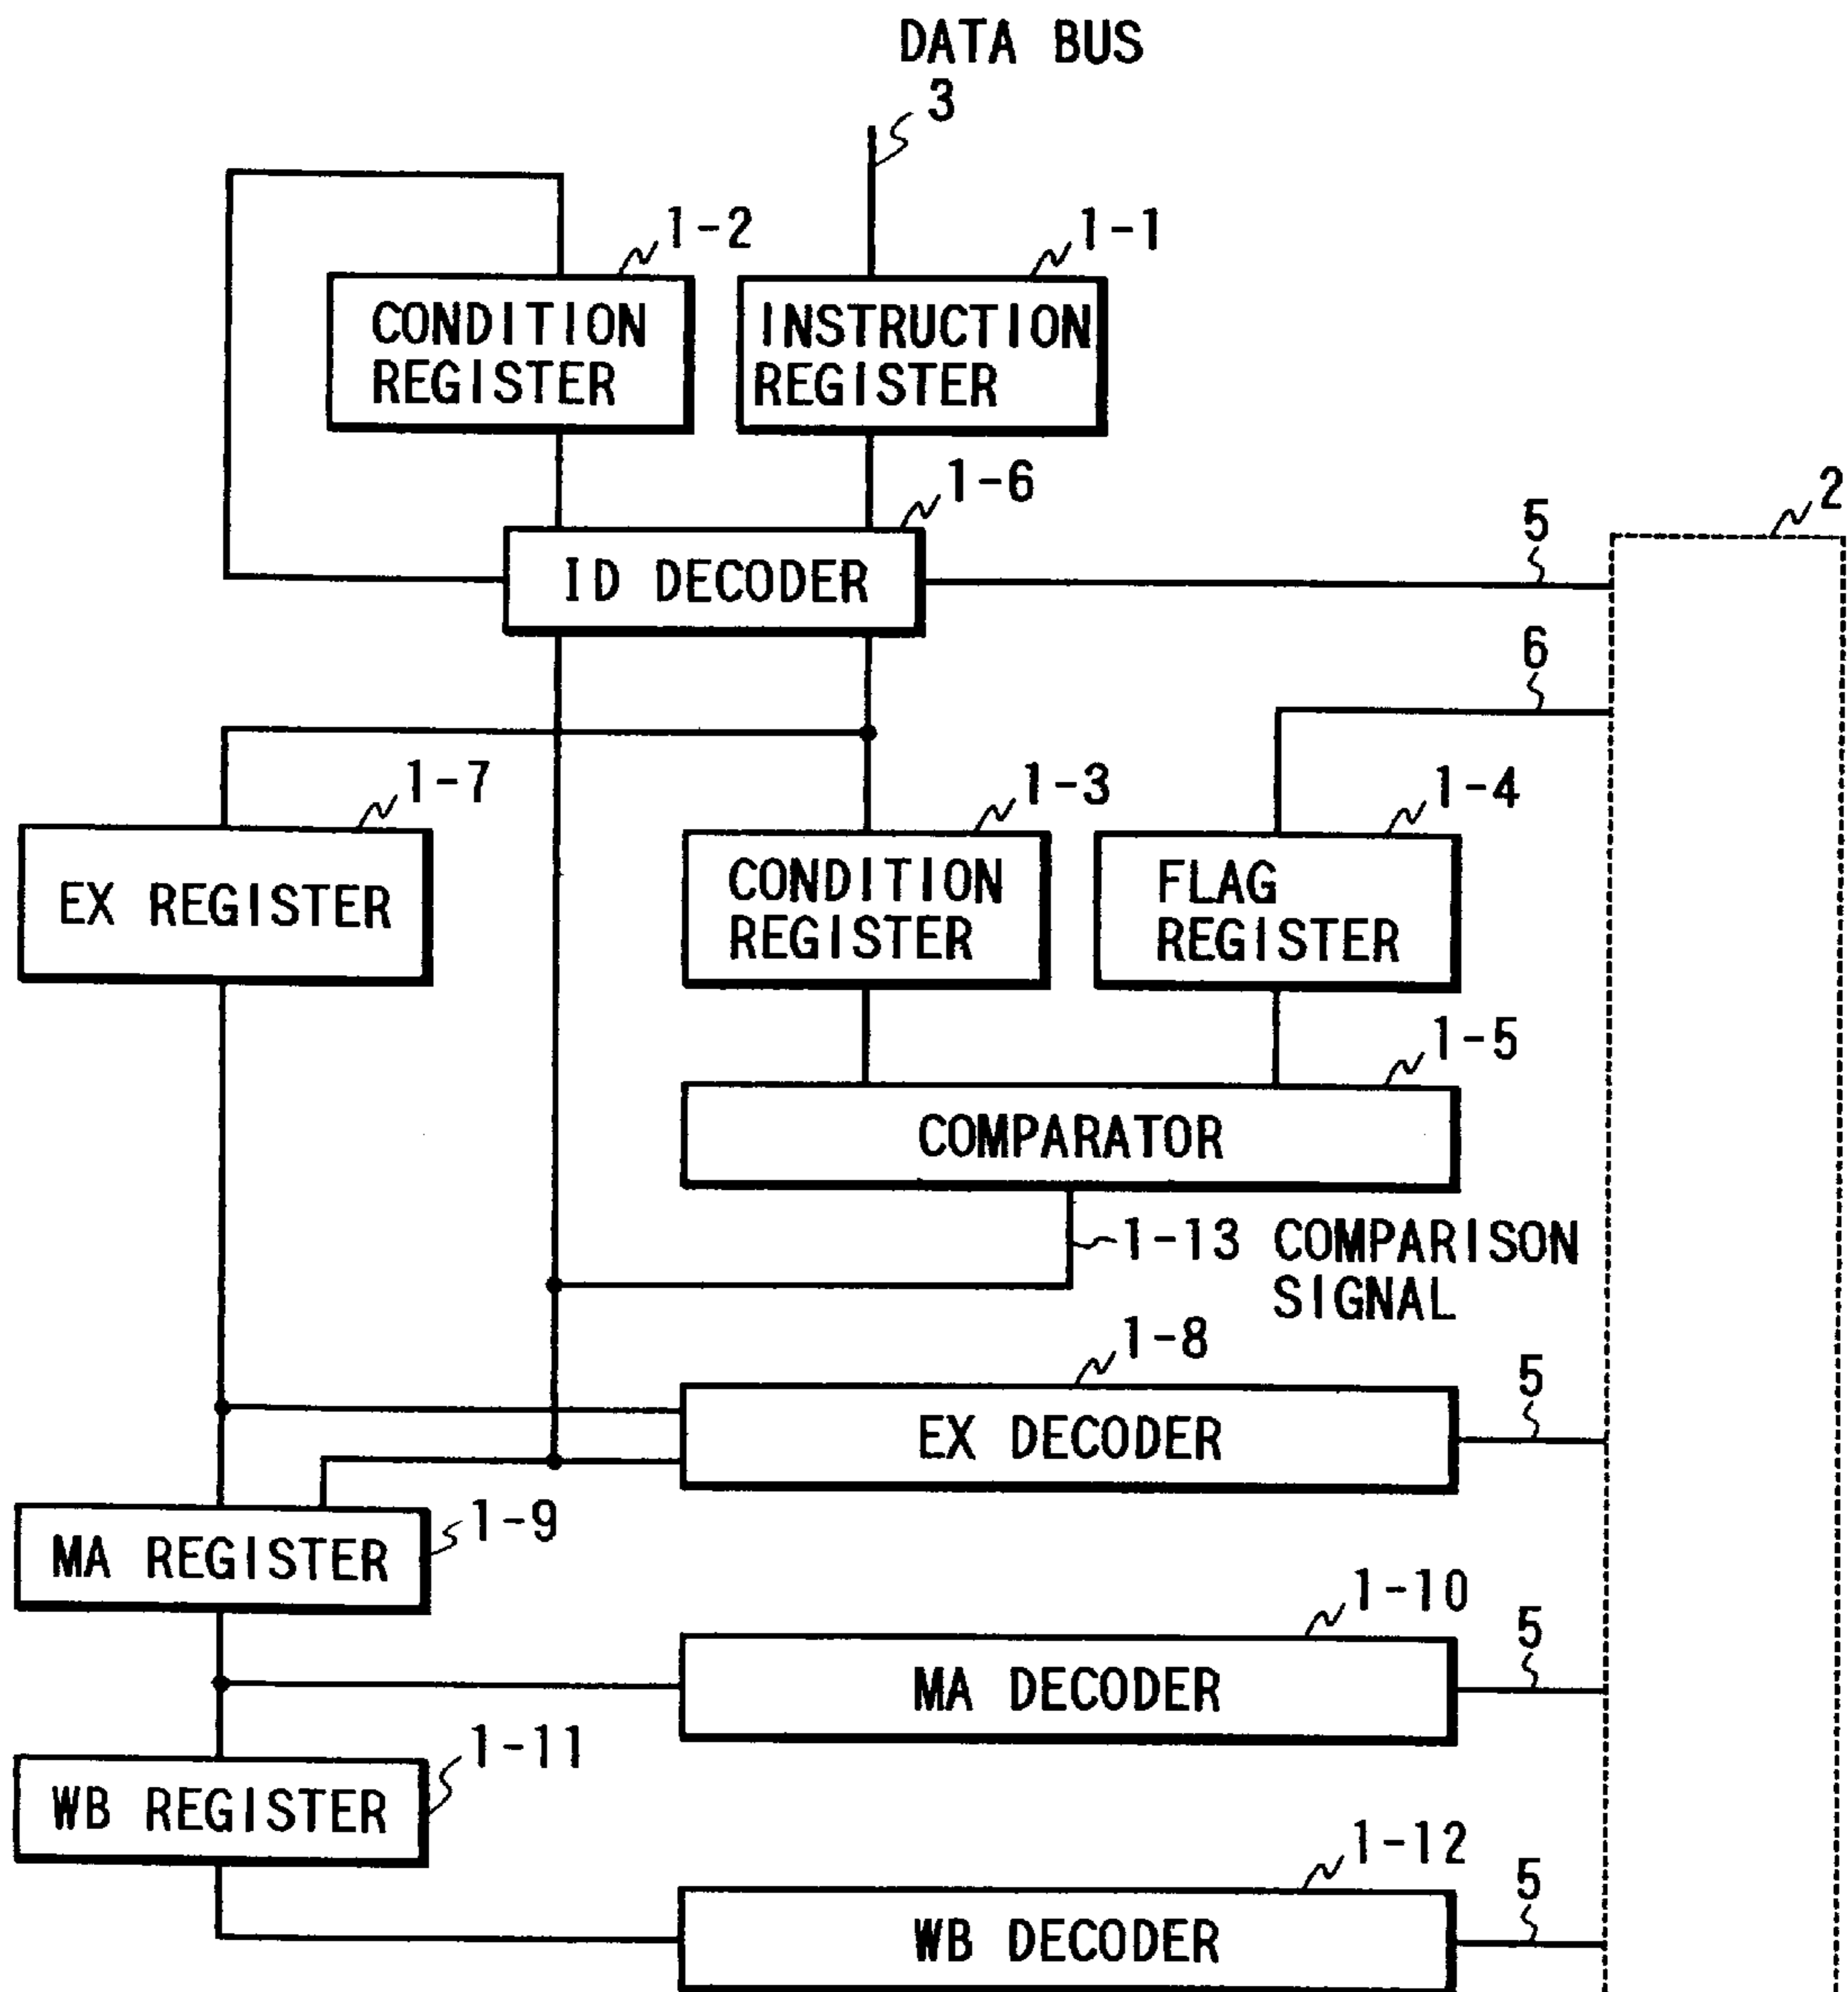 DATA BUS
3
1-2
1-1
CONDITION
REGISTER
INSTRUCTION
REGISTER
1-6
2
5
ID DECODER
6
1-7
1-3
1-4
EX REGISTER
CONDITION
REGISTER
FLAG
REGISTER
1-5
COMPARATOR
1-13 COMPARISON
SIGNAL
1-8
5
EX DECODER
1-9
MA REGISTER
1-10
5
MA DECODER
1-11
WB REGISTER
1-12
5
WB DECODER